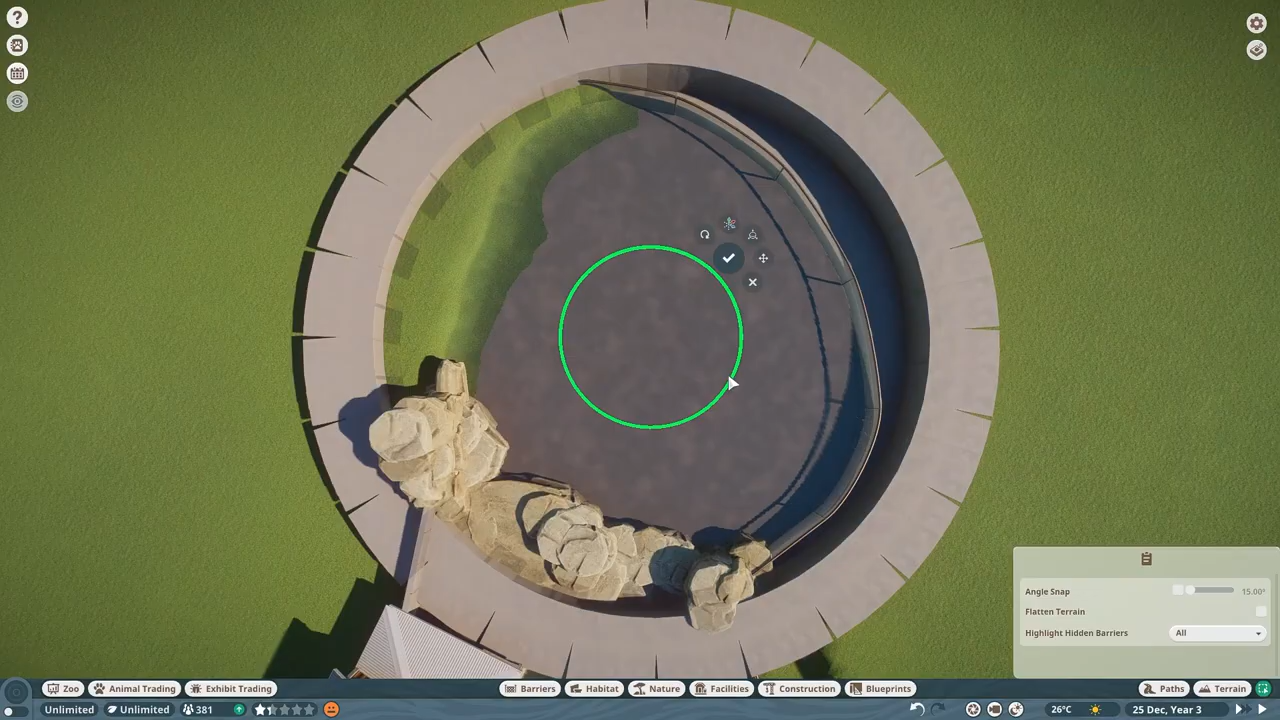 ?
Angle Snap 15.00°
Flatten Terrain
Highlight Hidden Barriers All
Zoo Animal Trading Exhibit Trading Barriers Habitat Nature Facilities Construction Blueprints Paths Terrain
Unlimited Unlimited 381 26°C 25 Dec, Year 3